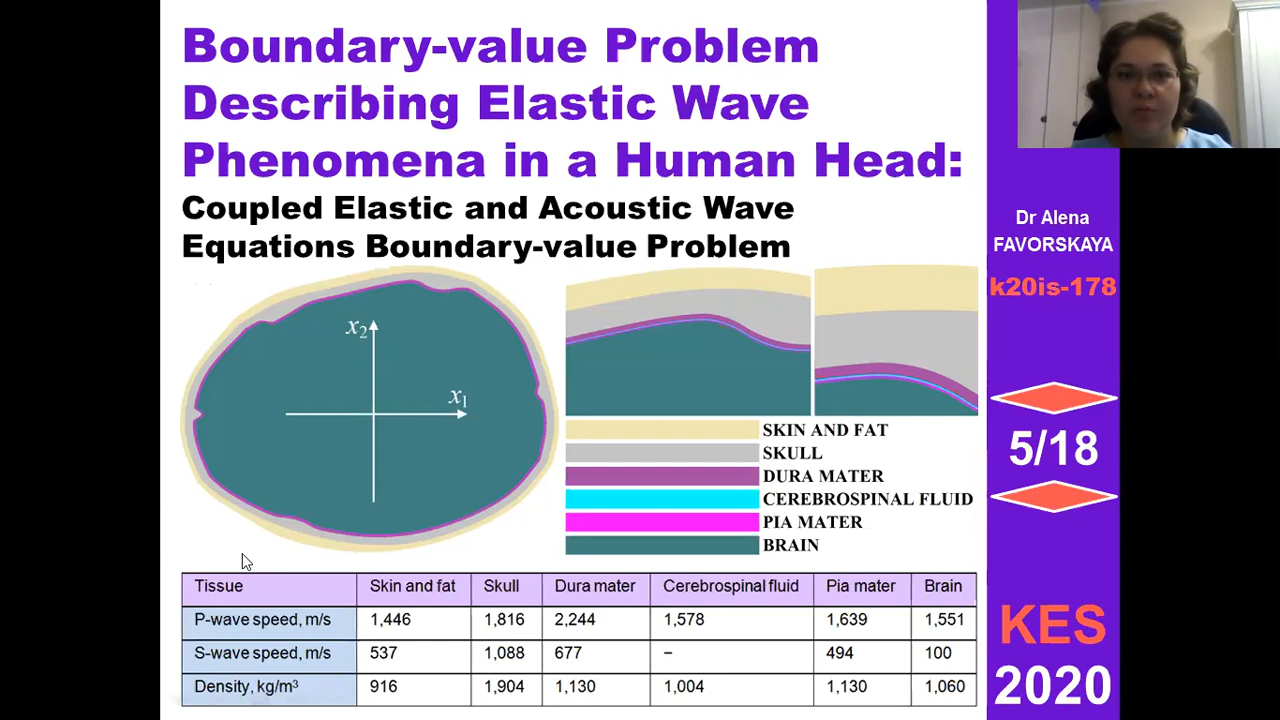 Boundary-value Problem
Describing Elastic Wave
Phenomena in a Human Head:
Coupled Elastic and Acoustic Wave
Equations Boundary-value Problem
x2
x1
SKIN AND FAT
SKULL
DURA MATER
CEREBROSPINAL FLUID
PIA MATER
BRAIN
Tissue Skin and fat Skull Dura mater Cerebrospinal fluid Pia mater Brain
P-wave speed, m/s 1,446 1,816 2,244 1,578 1,639 1,551
S-wave speed, m/s 537 1,088 677 – 494 100
Density, kg/m³ 916 1,904 1,130 1,004 1,130 1,060
Dr Alena
FAVORSKAYA
k20is-178
5/18
KES
2020